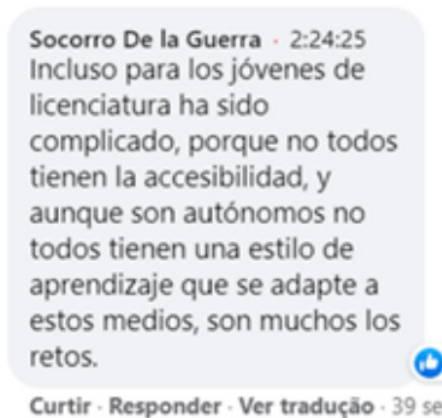 Socorro De la Guerra · 2:24:25
Incluso para los jóvenes de
licenciatura ha sido
complicado, porque no todos
tienen la accesibilidad, y
aunque son autónomos no
todos tienen una estilo de
aprendizaje que se adapte a
estos medios, son muchos los
retos.
Curtir · Responder · Ver tradução · 39 se